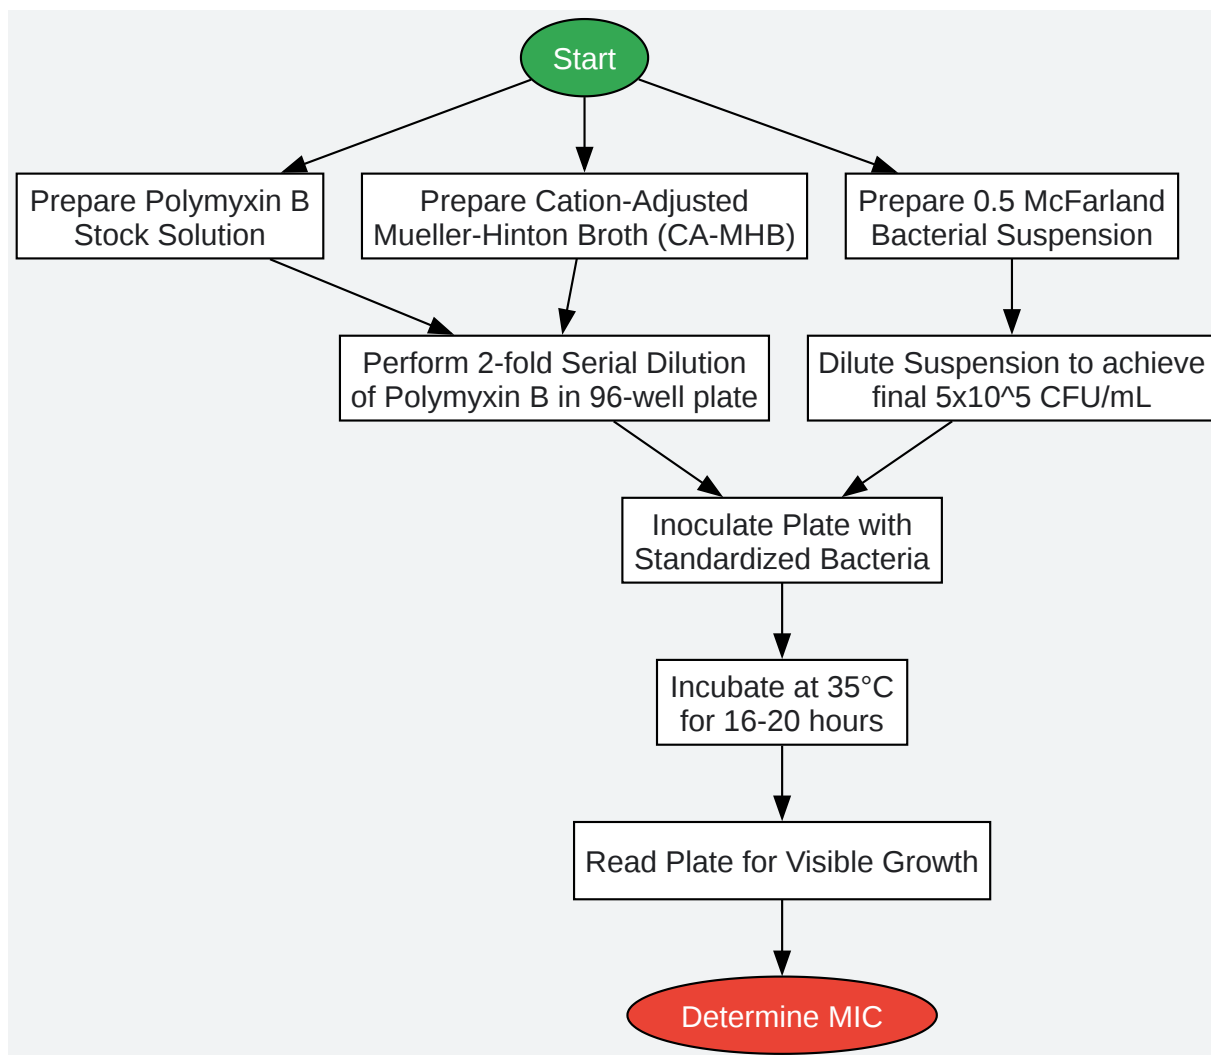 Start
Prepare Polymyxin B
Stock Solution
Prepare Cation-Adjusted
Mueller-Hinton Broth (CA-MHB)
Prepare 0.5 McFarland
Bacterial Suspension
Perform 2-fold Serial Dilution
of Polymyxin B in 96-well plate
Dilute Suspension to achieve
final 5x10^5 CFU/mL
Inoculate Plate with
Standardized Bacteria
Incubate at 35°C
for 16-20 hours
Read Plate for Visible Growth
Determine MIC